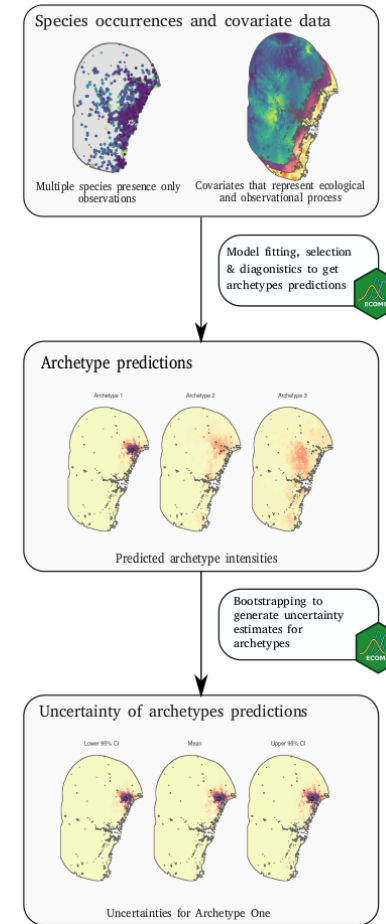 Species occurrences and covariate data
Multiple species presence only
observations
Covariates that represent ecological
and observational process
Model fitting, selection
& diagonistics to get
archetypes predictions
ECOMI
Archetype predictions
Archetype 1
Archetype 2
Archetype 3
Predicted archetype intensities
Bootstrapping to
generate uncertainty
estimates for
archetypes
ECOMI
Uncertainty of archetypes predictions
Lower 95% CI
Mean
Upper 95% CI
Uncertainties for Archetype One